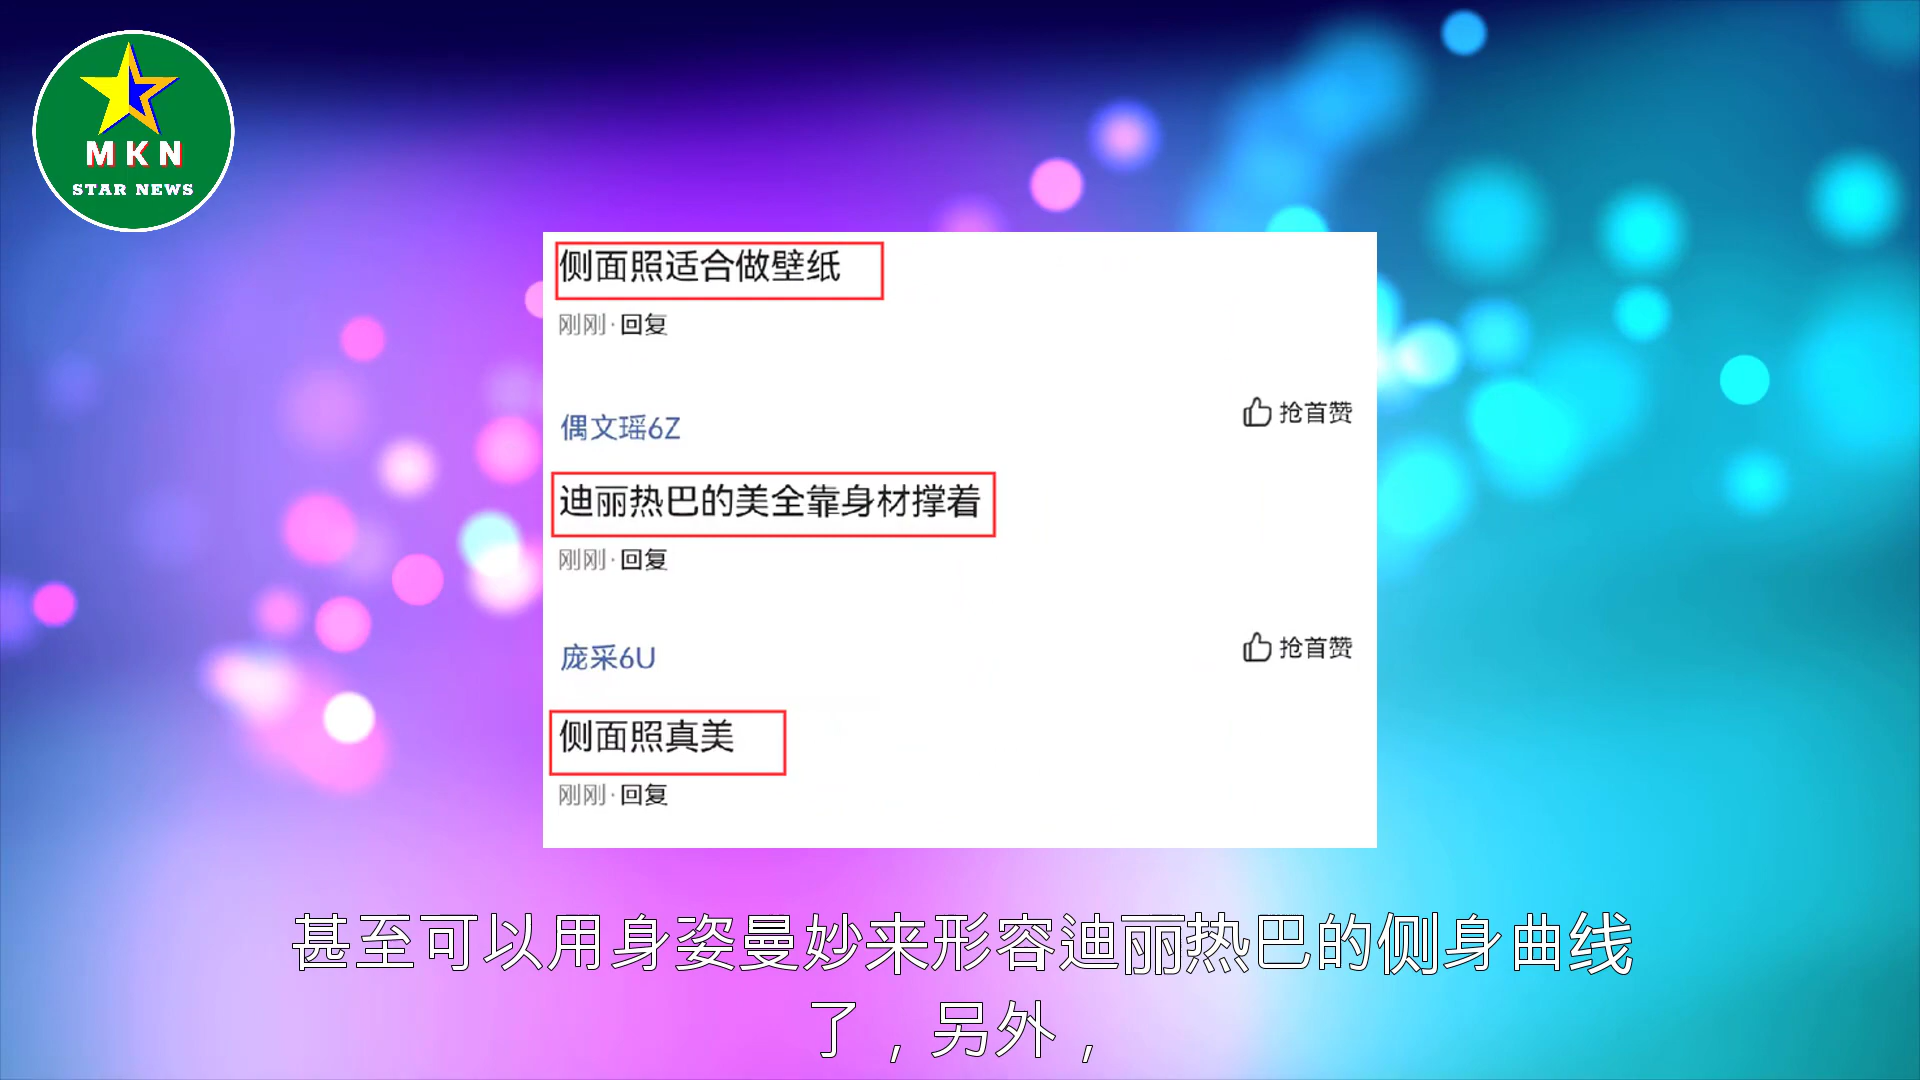 MKN
STAR NEWS
侧面照适合做壁纸
刚刚·回复
偶文瑶6Z
抢首赞
迪丽热巴的美全靠身材撑着
刚刚·回复
庞采6U
抢首赞
侧面照真美
刚刚·回复
甚至可以用身姿曼妙来形容迪丽热巴的侧身曲线
了，另外，